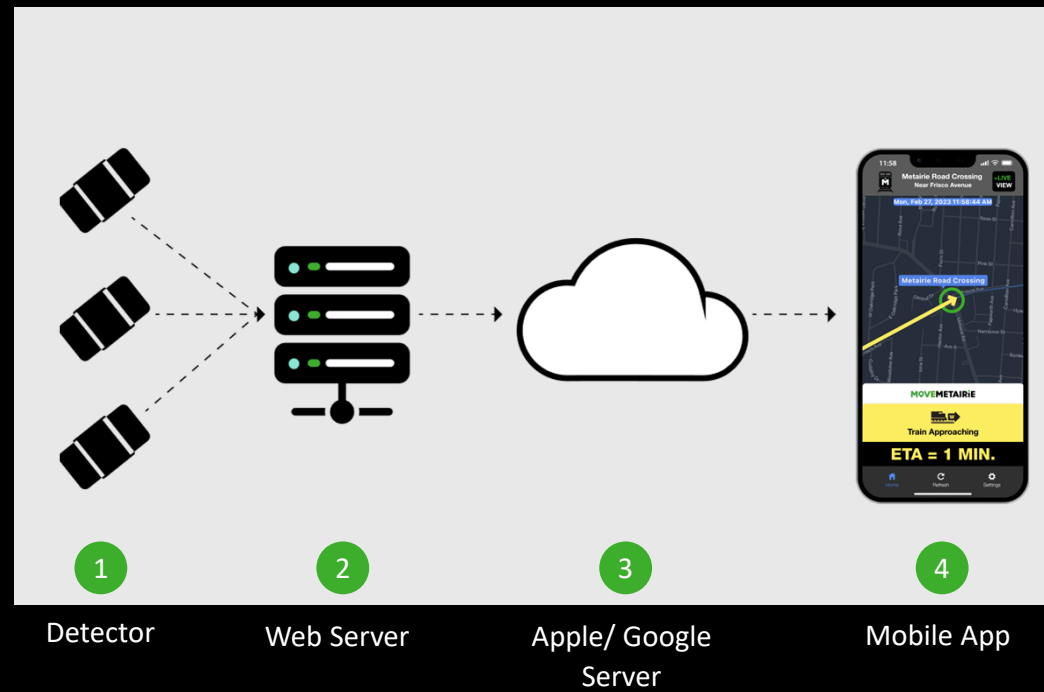 11:58
M
Metairie Road Crossing
Near Frisco Avenue
•LIVE
VIEW
Mon, Feb 27, 2023 11:58:44 AM
Metairie Road Crossing
MOVEMETAIRiE
Train Approaching
ETA = 1 MIN.
Home
Refresh
Settings
1
2
3
4
Detector
Web Server
Apple/ Google
Server
Mobile App